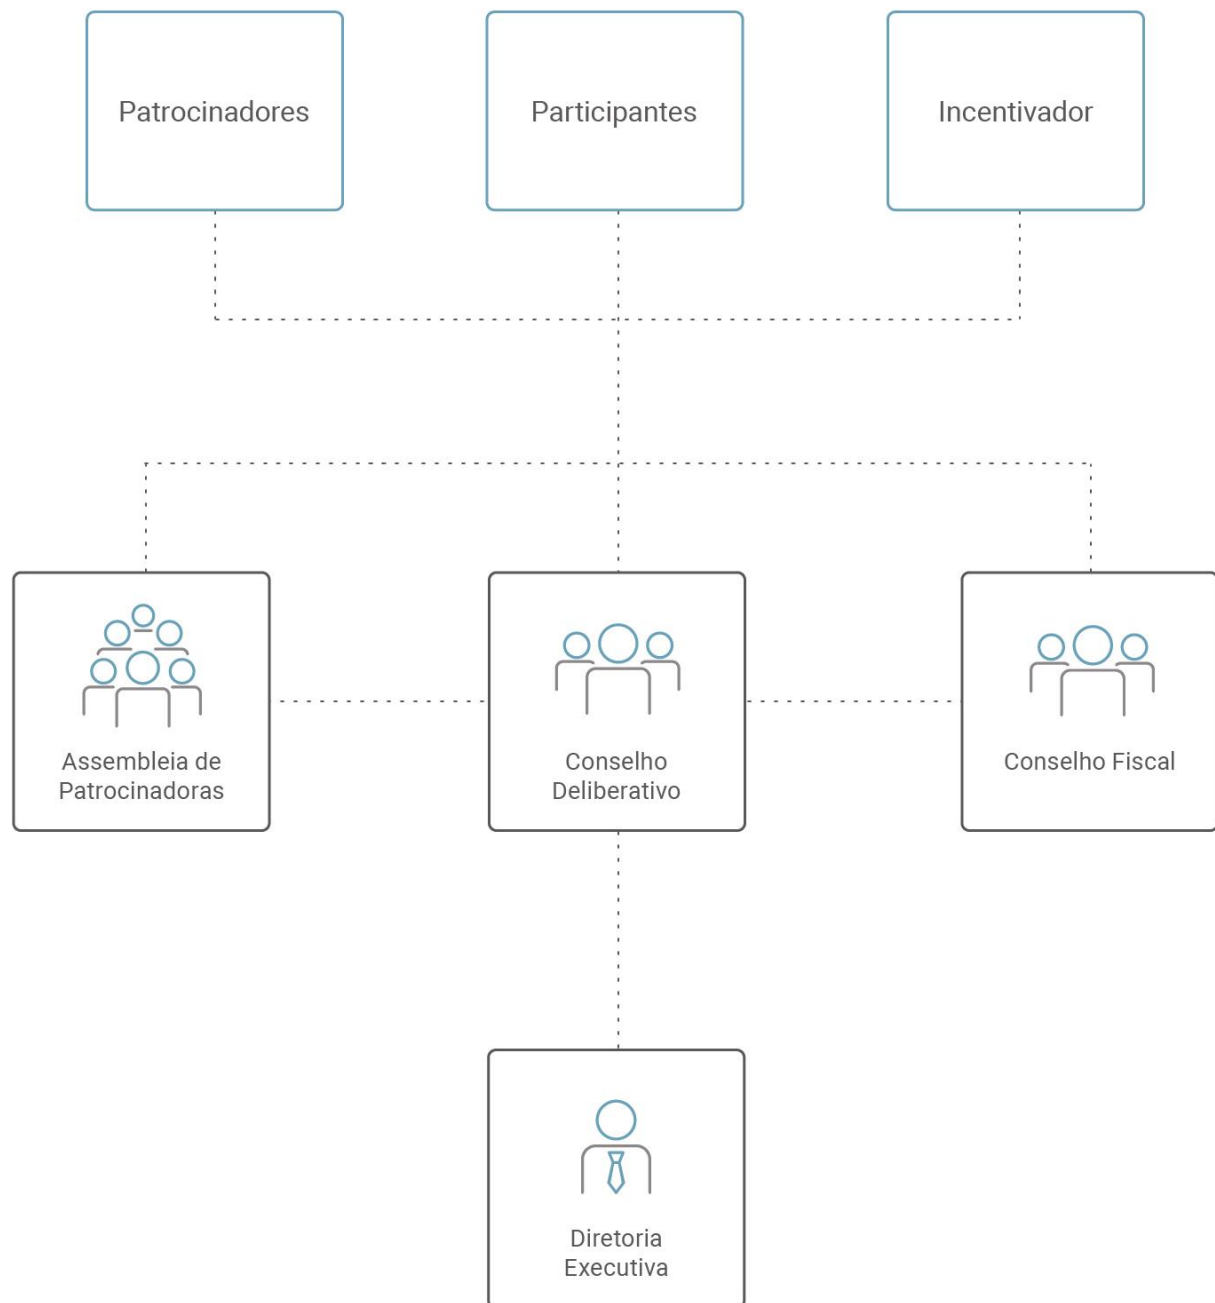 Patrocinadores
Participantes
Incentivador
Assembleia de
Patrocinadoras
Conselho
Deliberativo
Conselho Fiscal
Diretoria
Executiva